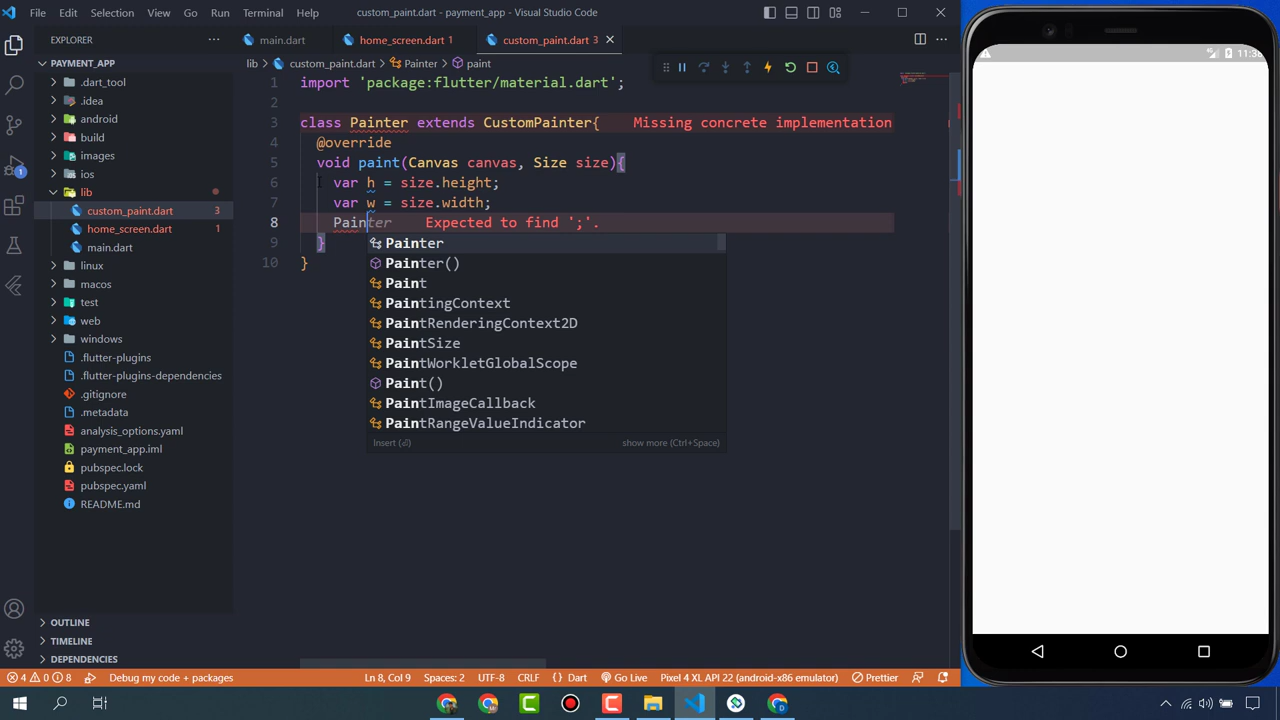 File Edit Selection View Go Run Terminal Help
custom_paint.dart - payment_app - Visual Studio Code
EXPLORER
main.dart
home_screen.dart 1
custom_paint.dart 3
PAYMENT_APP
lib > custom_paint.dart > Painter > paint
.dart_tool
.idea
android
build
images
ios
lib
custom_paint.dart 3
home_screen.dart 1
main.dart
linux
macos
test
web
windows
.flutter-plugins
.flutter-plugins-dependencies
.gitignore
.metadata
analysis_options.yaml
payment_app.iml
pubspec.lock
pubspec.yaml
README.md
OUTLINE
TIMELINE
DEPENDENCIES
1
1 import 'package:flutter/material.dart';
2
3 class Painter extends CustomPainter{ Missing concrete implementation
4 @override
5 void paint(Canvas canvas, Size size){
6 var h = size.height;
7 var w = size.width;
8 Painter Expected to find ';'.
9 }
10 }
Painter
Painter()
Paint
PaintingContext
PaintRenderingContext2D
PaintSize
PaintWorkletGlobalScope
Paint()
PaintImageCallback
PaintRangeValueIndicator
Insert (⏎) show more (Ctrl+Space)
4 0 8 Debug my code + packages Ln 8, Col 9 Spaces: 2 UTF-8 CRLF {} Dart Go Live Pixel 4 XL API 22 (android-x86 emulator) Prettier